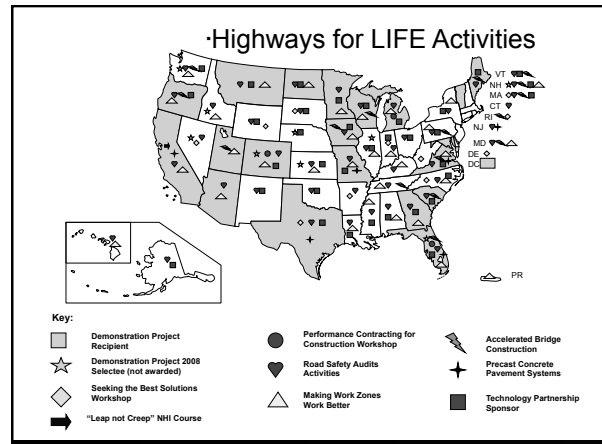 ·Highways for LIFE Activities
VT
NH
MA
CT
RI
NJ
MD
DE
DC
PR
Key:
Demonstration Project
Recipient
Demonstration Project 2008
Selectee (not awarded)
Seeking the Best Solutions
Workshop
“Leap not Creep” NHI Course
Performance Contracting for
Construction Workshop
Road Safety Audits
Activities
Making Work Zones
Work Better
Accelerated Bridge
Construction
Precast Concrete
Pavement Systems
Technology Partnership
Sponsor